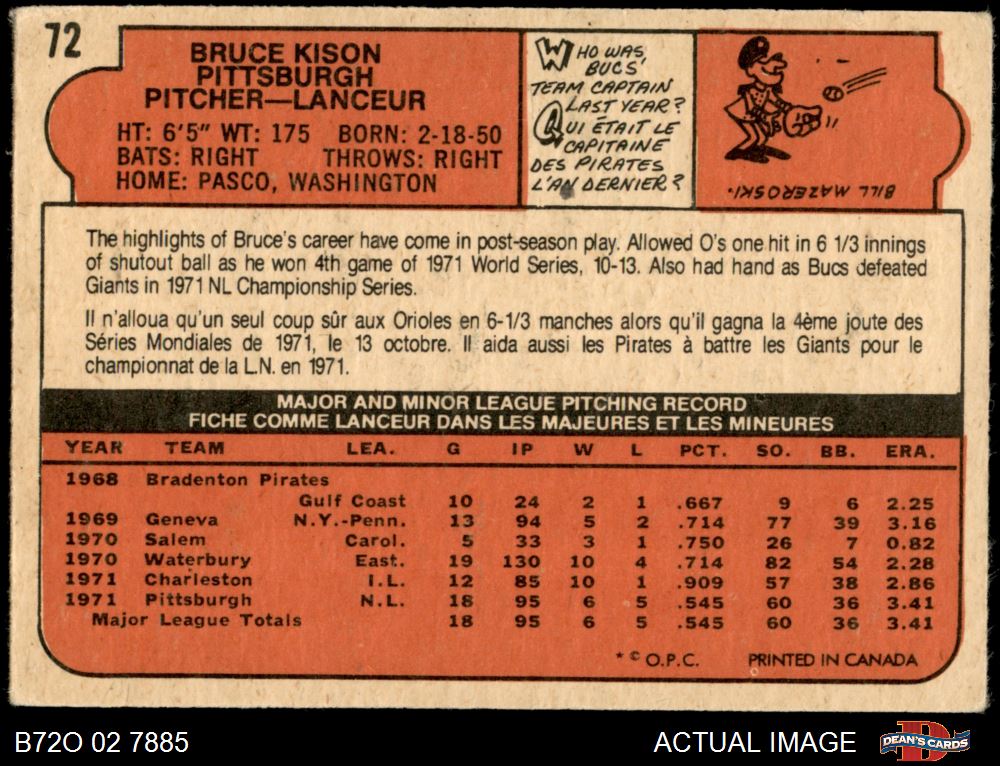 72
BRUCE KISON
PITTSBURGH
PITCHER—LANCEUR
HT: 6'5" WT: 175 BORN: 2-18-50
BATS: RIGHT THROWS: RIGHT
HOME: PASCO, WASHINGTON
WHO WAS
BUCS'
TEAM CAPTAIN
LAST YEAR?
QUI ÉTAIT LE
CAPITAINE
DES PIRATES
L'AN DERNIER?
BILL MAZEROSKI.
The highlights of Bruce's career have come in post-season play. Allowed O's one hit in 6 1/3 innings
of shutout ball as he won 4th game of 1971 World Series, 10-13. Also had hand as Bucs defeated
Giants in 1971 NL Championship Series.
Il n'alloua qu'un seul coup sûr aux Orioles en 6-1/3 manches alors qu'il gagna la 4ème joute des
Séries Mondiales de 1971, le 13 octobre. Il aida aussi les Pirates à battre les Giants pour le
championnat de la L.N. en 1971.
MAJOR AND MINOR LEAGUE PITCHING RECORD
FICHE COMME LANCEUR DANS LES MAJEURES ET LES MINEURES
YEAR TEAM LEA. G IP W L PCT. SO. BB. ERA.
1968 Bradenton Pirates
Gulf Coast 10 24 2 1 .667 9 6 2.25
1969 Geneva N.Y.-Penn. 13 94 5 2 .714 77 39 3.16
1970 Salem Carol. 5 33 3 1 .750 26 7 0.82
1970 Waterbury East. 19 130 10 4 .714 82 54 2.28
1971 Charleston I.L. 12 85 10 1 .909 57 38 2.86
1971 Pittsburgh N.L. 18 95 6 5 .545 60 36 3.41
Major League Totals 18 95 6 5 .545 60 36 3.41
* © O.P.C. PRINTED IN CANADA
B72O 02 7885 ACTUAL IMAGE D DEAN'S CARDS